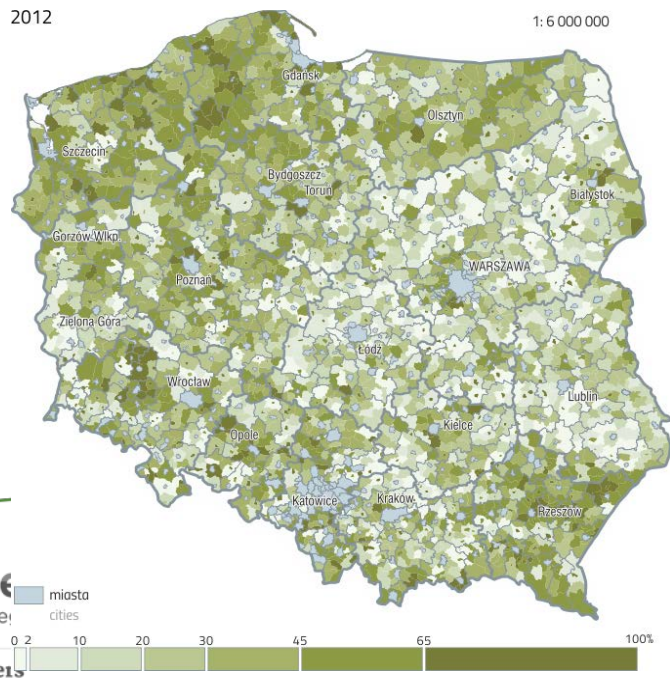 2012
1: 6 000 000
Gdańsk
Olsztyn
Szczecin
Bydgoszcz
Toruń
Białystok
Gorzów Wlkp.
WARSZAWA
Poznań
Zielona Góra
Łódź
Wrocław
Lublin
Opole
Kielce
Katowice
Kraków
Rzeszów
miasta
cities
0 2 10 20 30 45 65 100%